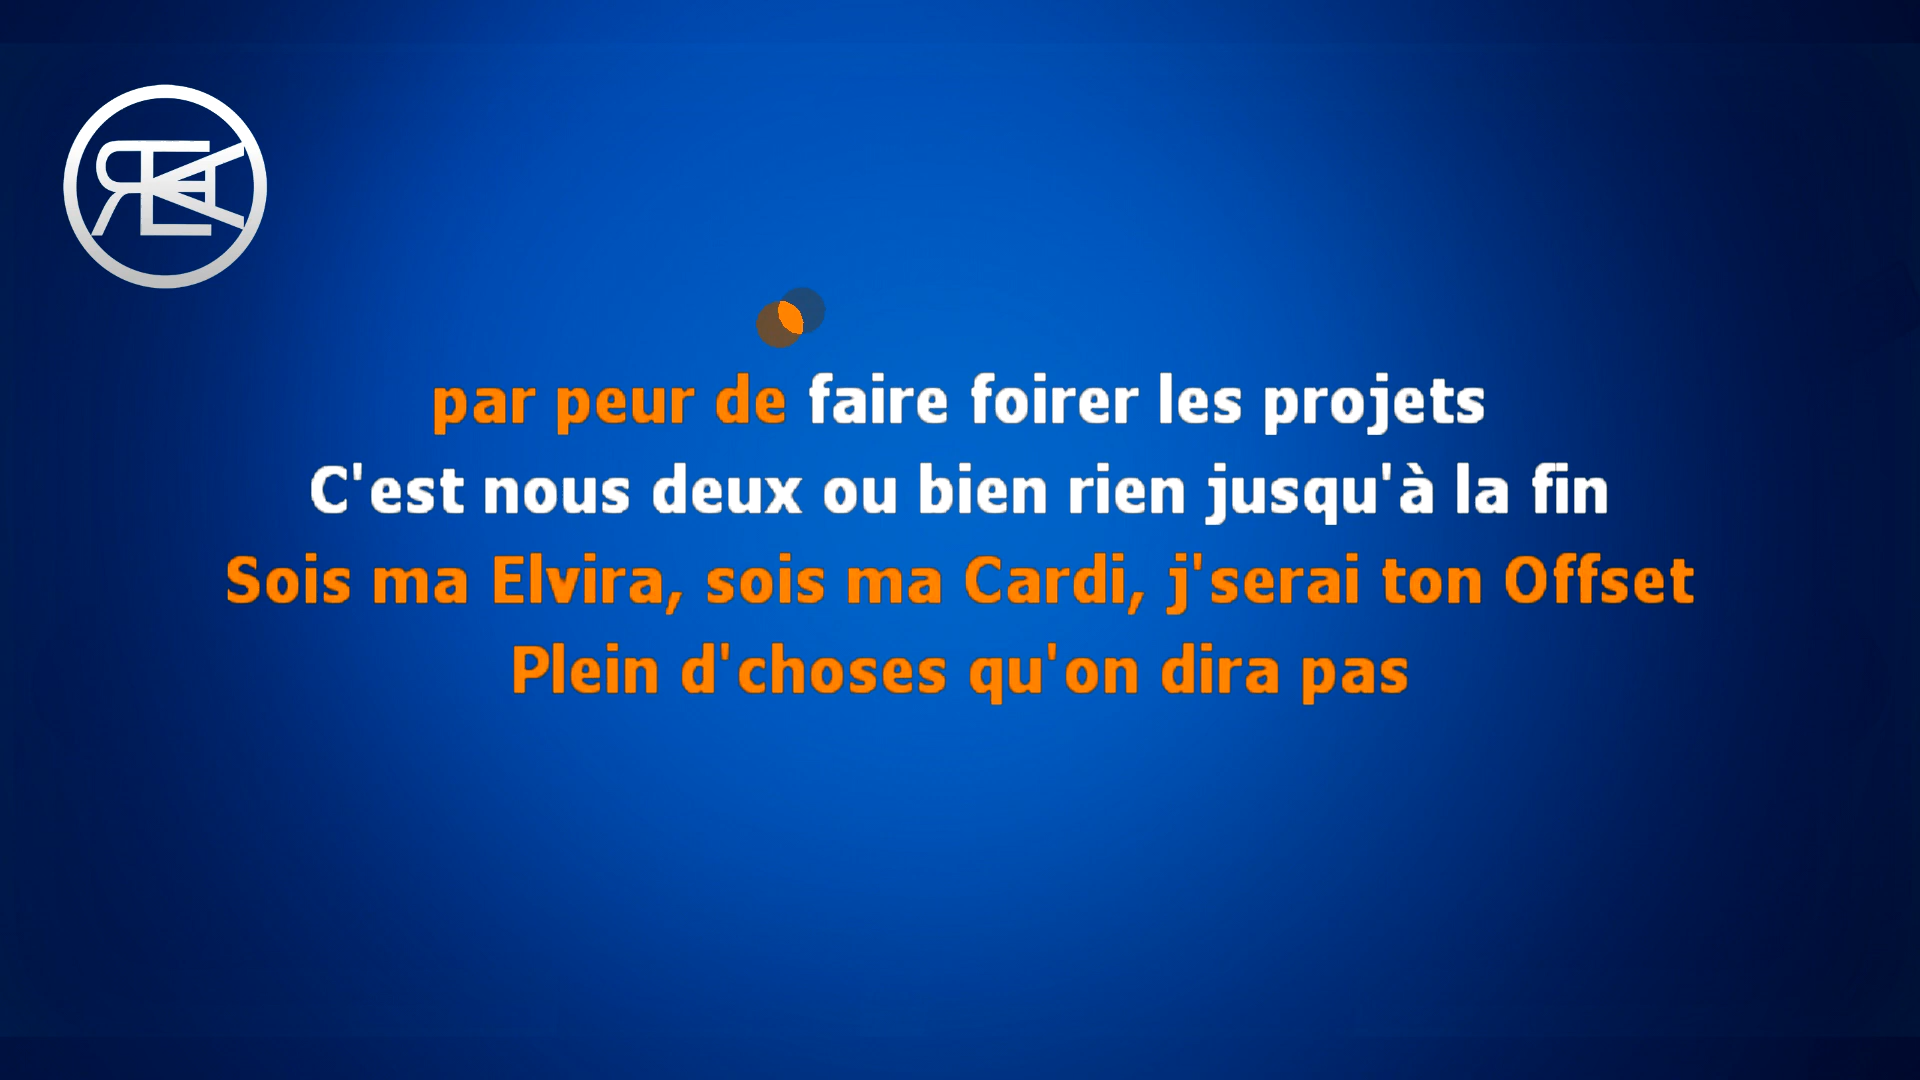 par peur de faire foirer les projets
C'est nous deux ou bien rien jusqu'à la fin
Sois ma Elvira, sois ma Cardi, j'serai ton Offset
Plein d'choses qu'on dira pas